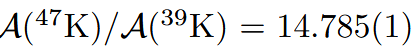 𝒜(⁴⁷K)/𝒜(³⁹K) = 14.785(1)